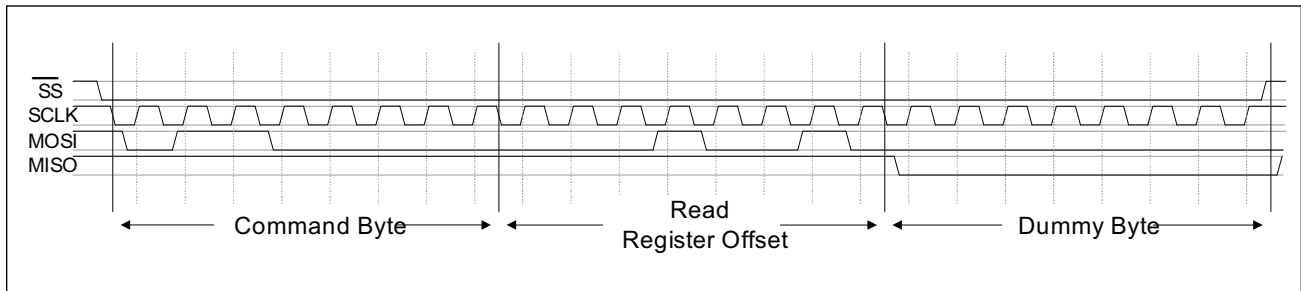 SS
SCLK
MOSI
MISO
Command Byte
Read
Register Offset
Dummy Byte